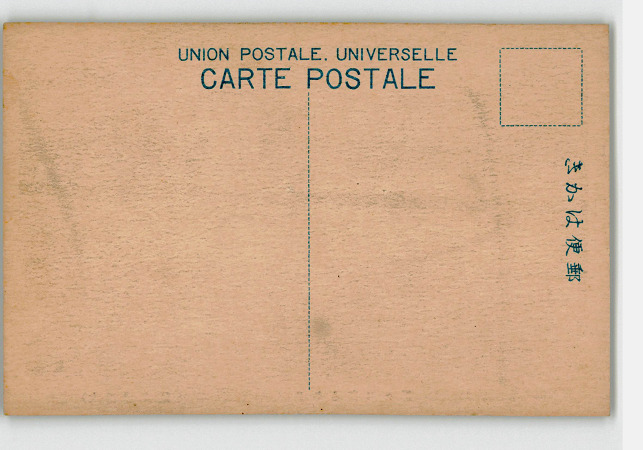 UNION POSTALE. UNIVERSELLE
CARTE POSTALE
郵便はかき